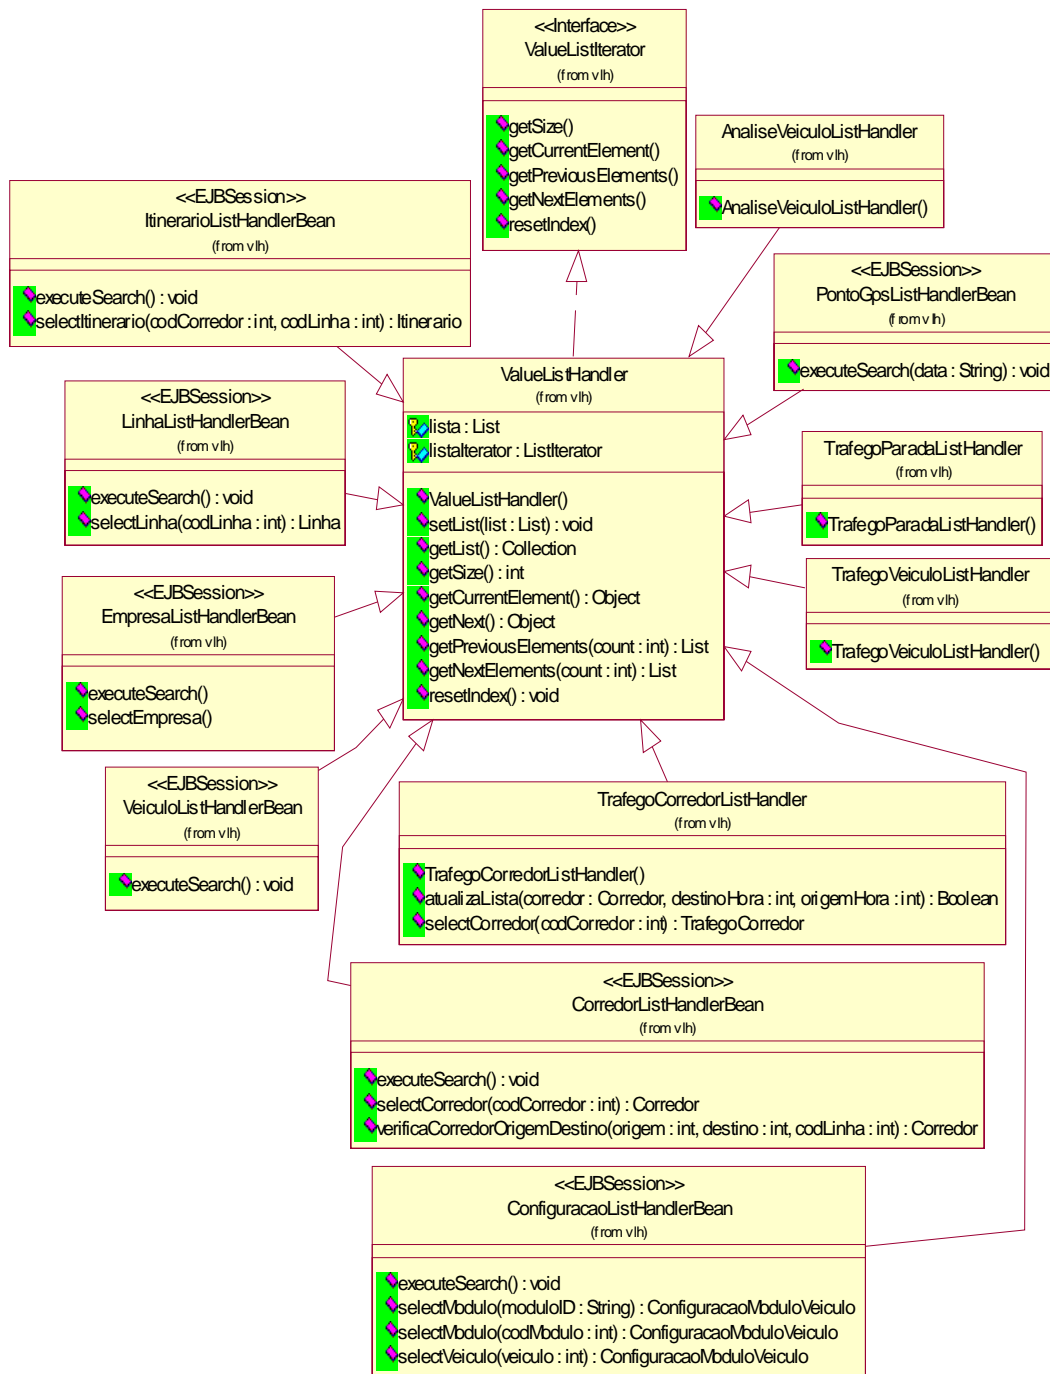 <<Interface>>
ValueListIterator
(from vlh)
getSize()
getCurrentElement()
getPreviousElements()
getNextElements()
resetIndex()
AnaliseVeiculoListHandler
(from vlh)
AnaliseVeiculoListHandler()
<<EJBSession>>
ItinerarioListHandlerBean
(from vlh)
executeSearch() : void
selectItinerario(codCorredor : int, codLinha : int) : Itinerario
<<EJBSession>>
PontoGpsListHandlerBean
(from vlh)
executeSearch(data : String) : void
ValueListHandler
(from vlh)
lista : List
listaIterator : ListIterator
ValueListHandler()
setList(list : List) : void
getList() : Collection
getSize() : int
getCurrentElement() : Object
getNext() : Object
getPreviousElements(count : int) : List
getNextElements(count : int) : List
resetIndex() : void
<<EJBSession>>
LinhaListHandlerBean
(from vlh)
executeSearch() : void
selectLinha(codLinha : int) : Linha
TrafegoParadaListHandler
(from vlh)
TrafegoParadaListHandler()
TrafegoVeiculoListHandler
(from vlh)
TrafegoVeiculoListHandler()
<<EJBSession>>
EmpresaListHandlerBean
(from vlh)
executeSearch()
selectEmpresa()
<<EJBSession>>
VeiculoListHandlerBean
(from vlh)
executeSearch() : void
TrafegoCorredorListHandler
(from vlh)
TrafegoCorredorListHandler()
atualizaLista(corredor : Corredor, destinoHora : int, origemHora : int) : Boolean
selectCorredor(codCorredor : int) : TrafegoCorredor
<<EJBSession>>
CorredorListHandlerBean
(from vlh)
executeSearch() : void
selectCorredor(codCorredor : int) : Corredor
verificaCorredorOrigemDestino(origem : int, destino : int, codLinha : int) : Corredor
<<EJBSession>>
ConfiguracaoListHandlerBean
(from vlh)
executeSearch() : void
selectModulo(moduloID : String) : ConfiguracaoModuloVeiculo
selectModulo(codModulo : int) : ConfiguracaoModuloVeiculo
selectVeiculo(veiculo : int) : ConfiguracaoModuloVeiculo